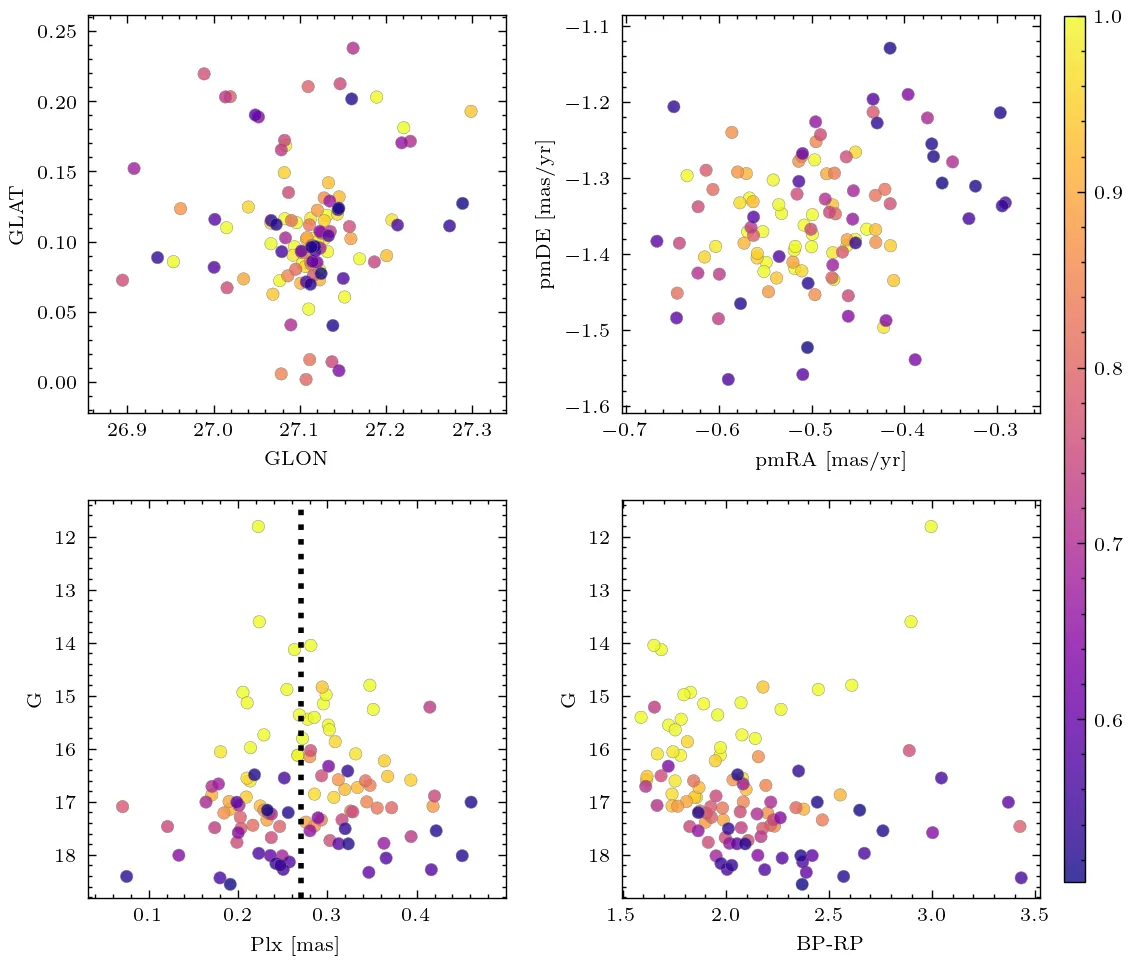 0.25
0.20
0.15
0.10
0.05
0.00
GLAT
26.9 27.0 27.1 27.2 27.3
GLON
−1.1
−1.2
−1.3
−1.4
−1.5
−1.6
pmDE [mas/yr]
−0.7 −0.6 −0.5 −0.4 −0.3
pmRA [mas/yr]
1.0
0.9
0.8
0.7
0.6
12
13
14
15
16
17
18
G
0.1 0.2 0.3 0.4
Plx [mas]
12
13
14
15
16
17
18
G
1.5 2.0 2.5 3.0 3.5
BP-RP